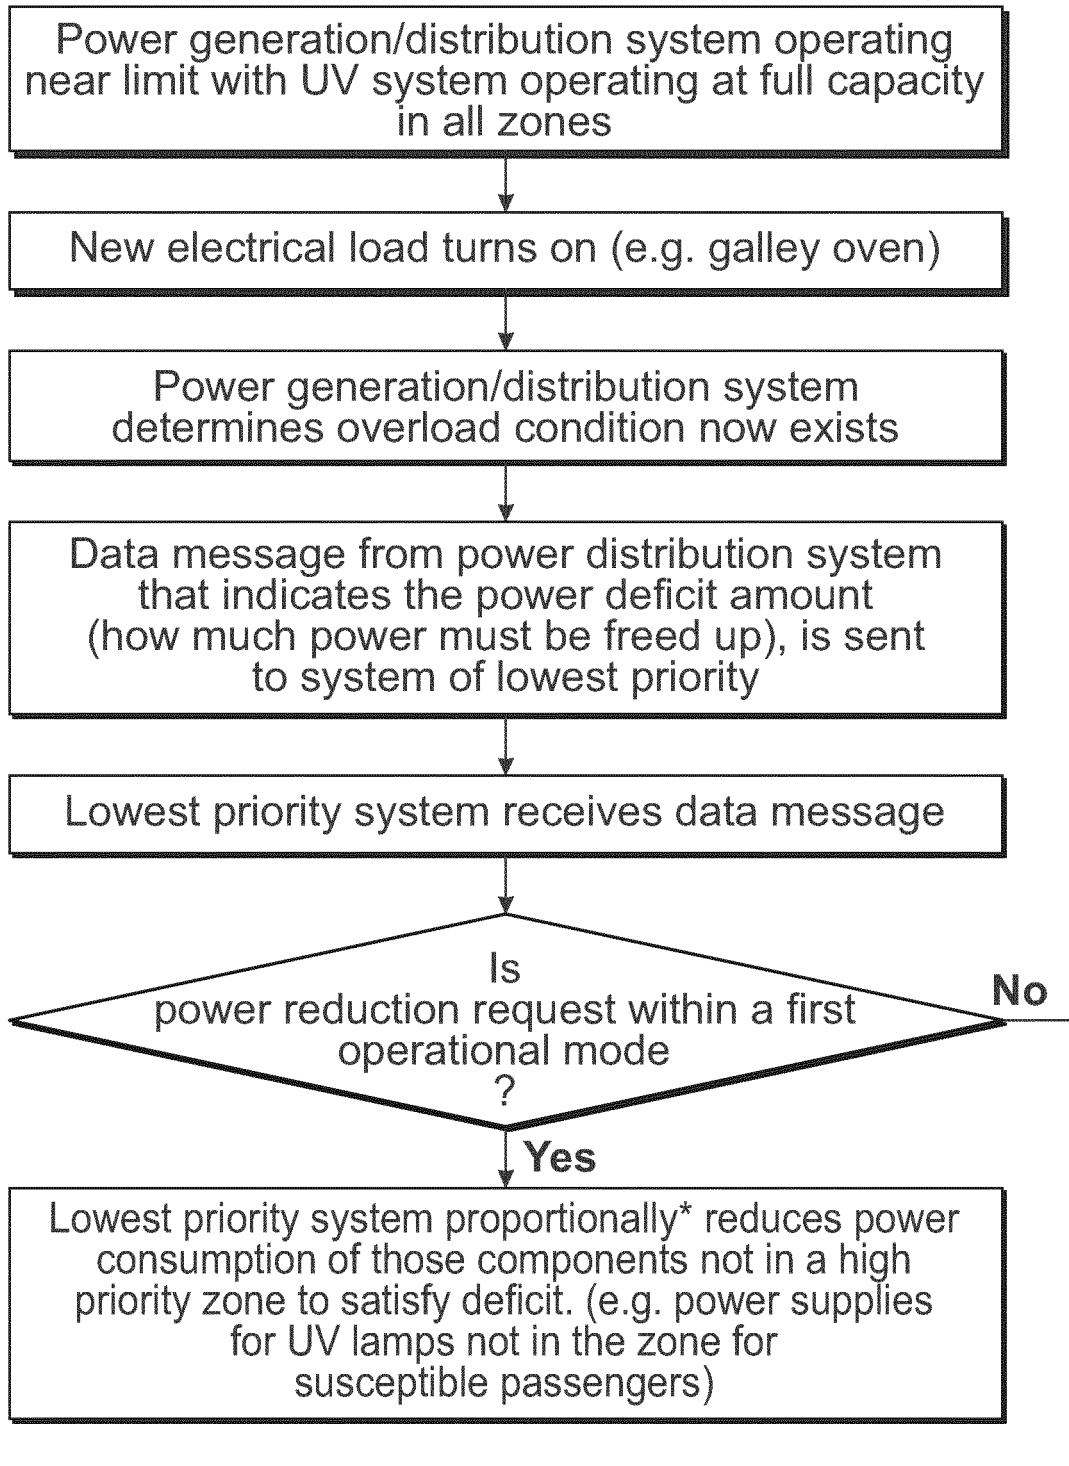 Power generation/distribution system operating
near limit with UV system operating at full capacity
in all zones
New electrical load turns on (e.g. galley oven)
Power generation/distribution system
determines overload condition now exists
Data message from power distribution system
that indicates the power deficit amount
(how much power must be freed up), is sent
to system of lowest priority
Lowest priority system receives data message
Is
power reduction request within a first
operational mode
?
No
Yes
Lowest priority system proportionally* reduces power
consumption of those components not in a high
priority zone to satisfy deficit. (e.g. power supplies
for UV lamps not in the zone for
susceptible passengers)